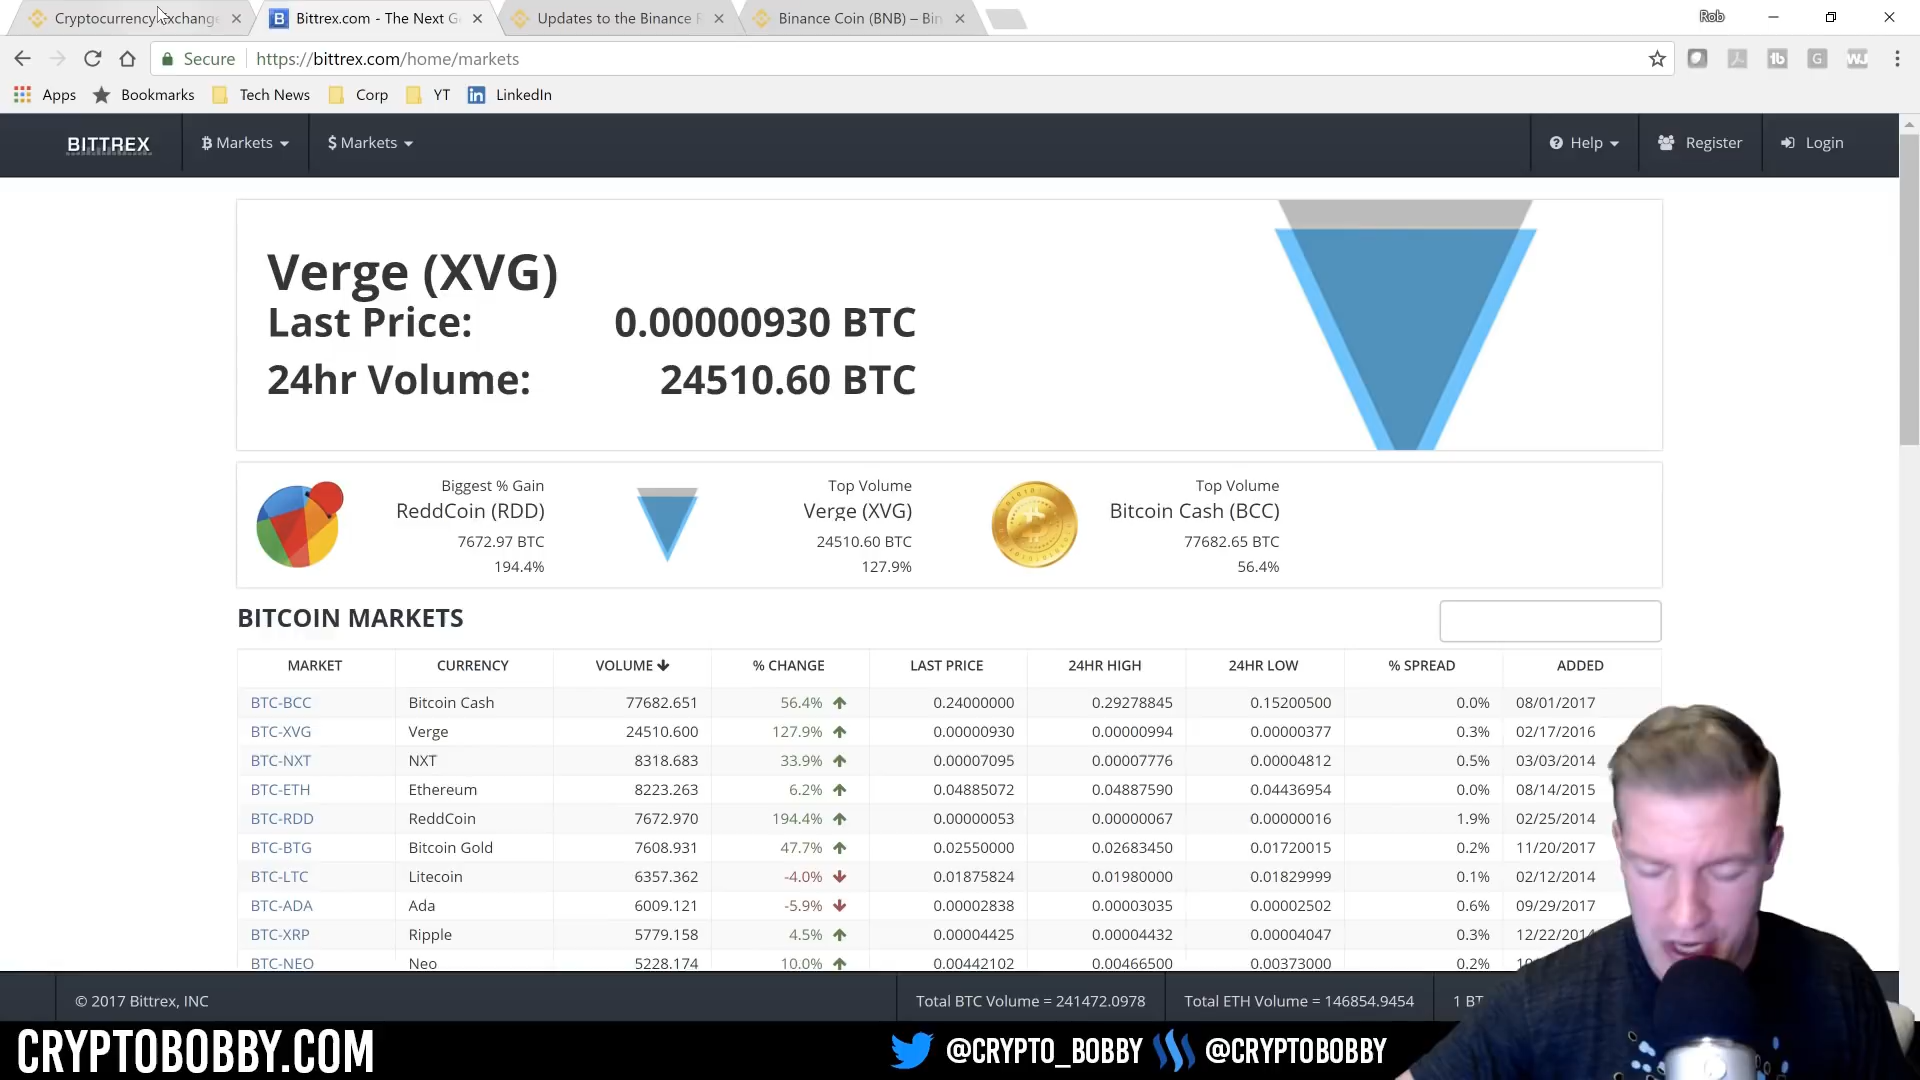 Cryptocurrency Exchange
Bittrex.com - The Next G
Updates to the Binance R
Binance Coin (BNB) – Bin
Rob
Secure
https://bittrex.com/home/markets
Apps
Bookmarks
Tech News
Corp
YT
LinkedIn
BITTREX
Ƀ Markets
$ Markets
Help
Register
Login
Verge (XVG)
Last Price: 0.00000930 BTC
24hr Volume: 24510.60 BTC
Biggest % Gain
ReddCoin (RDD)
7672.97 BTC
194.4%
Top Volume
Verge (XVG)
24510.60 BTC
127.9%
Top Volume
Bitcoin Cash (BCC)
77682.65 BTC
56.4%
BITCOIN MARKETS
MARKET CURRENCY VOLUME % CHANGE LAST PRICE 24HR HIGH 24HR LOW % SPREAD ADDED
BTC-BCC Bitcoin Cash 77682.651 56.4% 0.24000000 0.29278845 0.15200500 0.0% 08/01/2017
BTC-XVG Verge 24510.600 127.9% 0.00000930 0.00000994 0.00000377 0.3% 02/17/2016
BTC-NXT NXT 8318.683 33.9% 0.00007095 0.00007776 0.00004812 0.5% 03/03/2014
BTC-ETH Ethereum 8223.263 6.2% 0.04885072 0.04887590 0.04436954 0.0% 08/14/2015
BTC-RDD ReddCoin 7672.970 194.4% 0.00000053 0.00000067 0.00000016 1.9% 02/25/2014
BTC-BTG Bitcoin Gold 7608.931 47.7% 0.02550000 0.02683450 0.01720015 0.2% 11/20/2017
BTC-LTC Litecoin 6357.362 -4.0% 0.01875824 0.01980000 0.01829999 0.1% 02/12/2014
BTC-ADA Ada 6009.121 -5.9% 0.00002838 0.00003035 0.00002502 0.6% 09/29/2017
BTC-XRP Ripple 5779.158 4.5% 0.00004425 0.00004432 0.00004047 0.3% 12/22/2014
BTC-NEO Neo 5228.174 10.0% 0.00442102 0.00466500 0.00373000 0.2%
© 2017 Bittrex, INC
Total BTC Volume = 241472.0978
Total ETH Volume = 146854.9454
1 BT
CRYPTOBOBBY.COM
@CRYPTO_BOBBY
@CRYPTOBOBBY